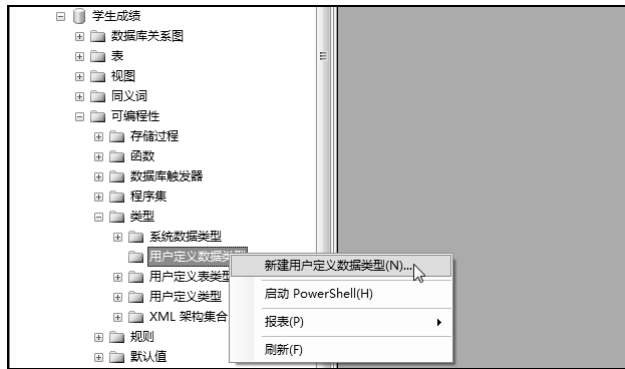 学生成绩
数据库关系图
表
视图
同义词
可编程性
存储过程
函数
数据库触发器
程序集
类型
系统数据类型
用户定义数据类型
新建用户定义数据类型(N)...
用户定义表类型
启动 PowerShell(H)
用户定义类型
XML 架构集合
报表(P)
规则
刷新(F)
默认值